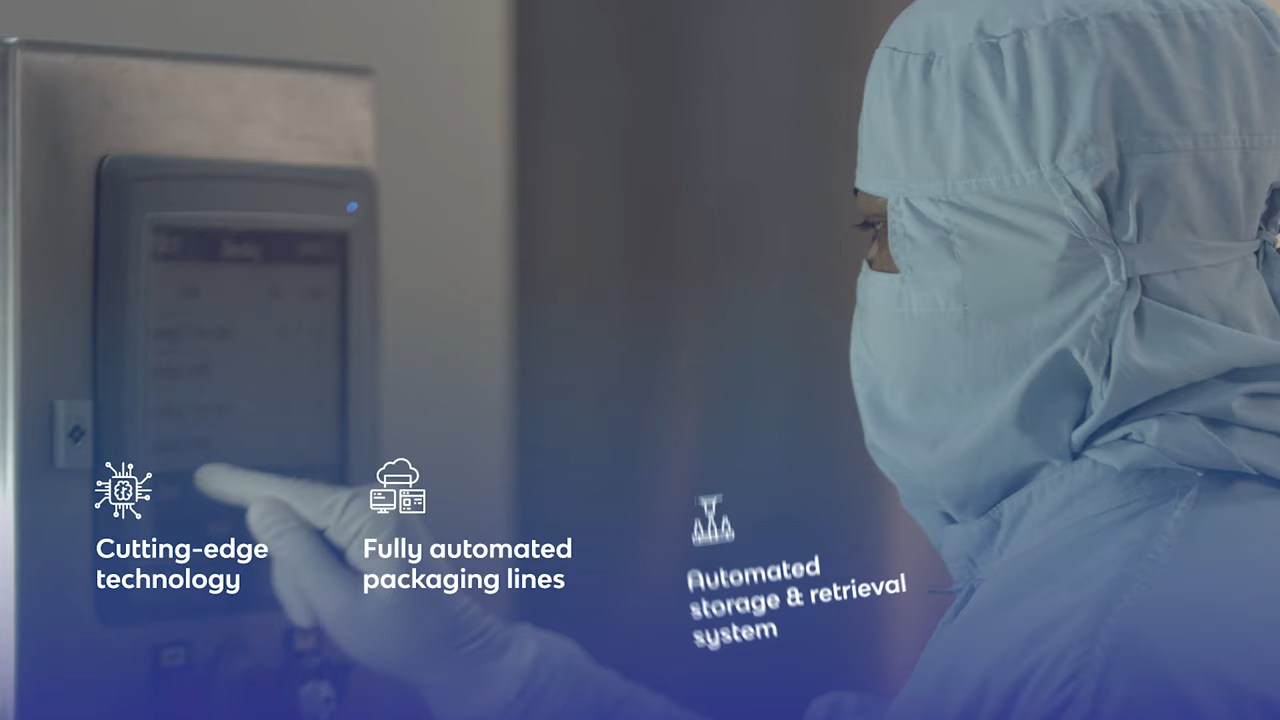 Cutting-edge
technology
Fully automated
packaging lines
Automated
storage & retrieval
system